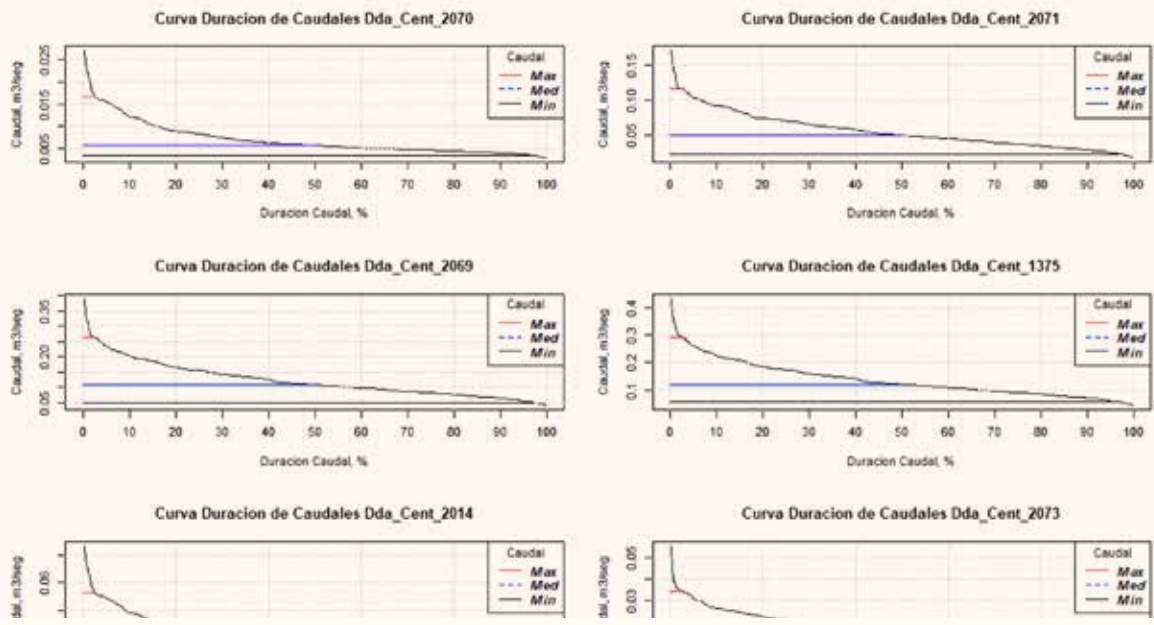 Curva Duracion de Caudales Dda_Cent_2070
Caudal, m3/seg
0.005 0.015 0.025
Caudal
Max
Med
Min
0 10 20 30 40 50 60 70 80 90 100
Duracion Caudal, %
Curva Duracion de Caudales Dda_Cent_2071
Caudal, m3/seg
0.05 0.10 0.15
Caudal
Max
Med
Min
0 10 20 30 40 50 60 70 80 90 100
Duracion Caudal, %
Curva Duracion de Caudales Dda_Cent_2069
Caudal, m3/seg
0.05 0.20 0.35
Caudal
Max
Med
Min
0 10 20 30 40 50 60 70 80 90 100
Duracion Caudal, %
Curva Duracion de Caudales Dda_Cent_1375
Caudal, m3/seg
0.1 0.2 0.3 0.4
Caudal
Max
Med
Min
0 10 20 30 40 50 60 70 80 90 100
Duracion Caudal, %
Curva Duracion de Caudales Dda_Cent_2014
dal, m3/seg
0.06
Caudal
Max
Med
Min
Curva Duracion de Caudales Dda_Cent_2073
dal, m3/seg
0.03 0.05
Caudal
Max
Med
Min